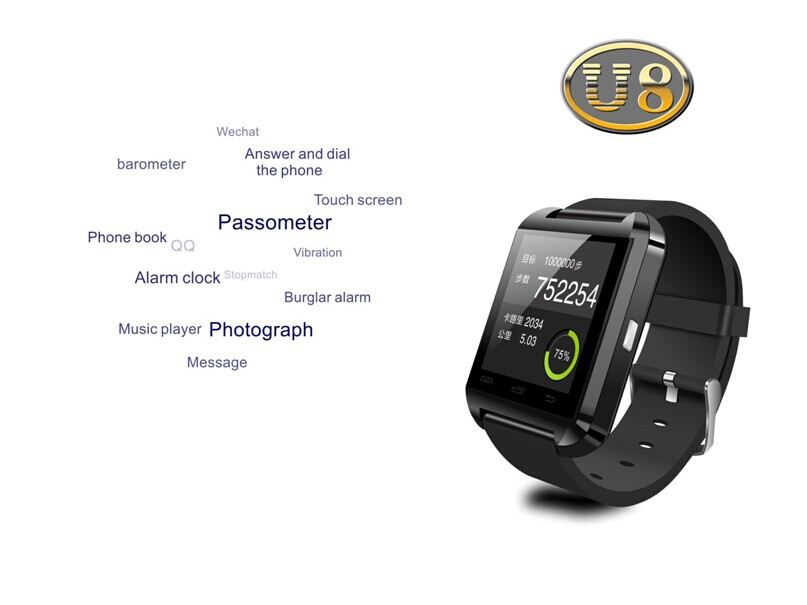 U8
Wechat
Answer and dial
the phone
barometer
Touch screen
Passometer
Phone book
QQ
Vibration
Alarm clock
Stopmatch
Burglar alarm
Music player
Photograph
Message
目标 1000000步
步数 752254
卡路里 2034
公里 5.03
75%